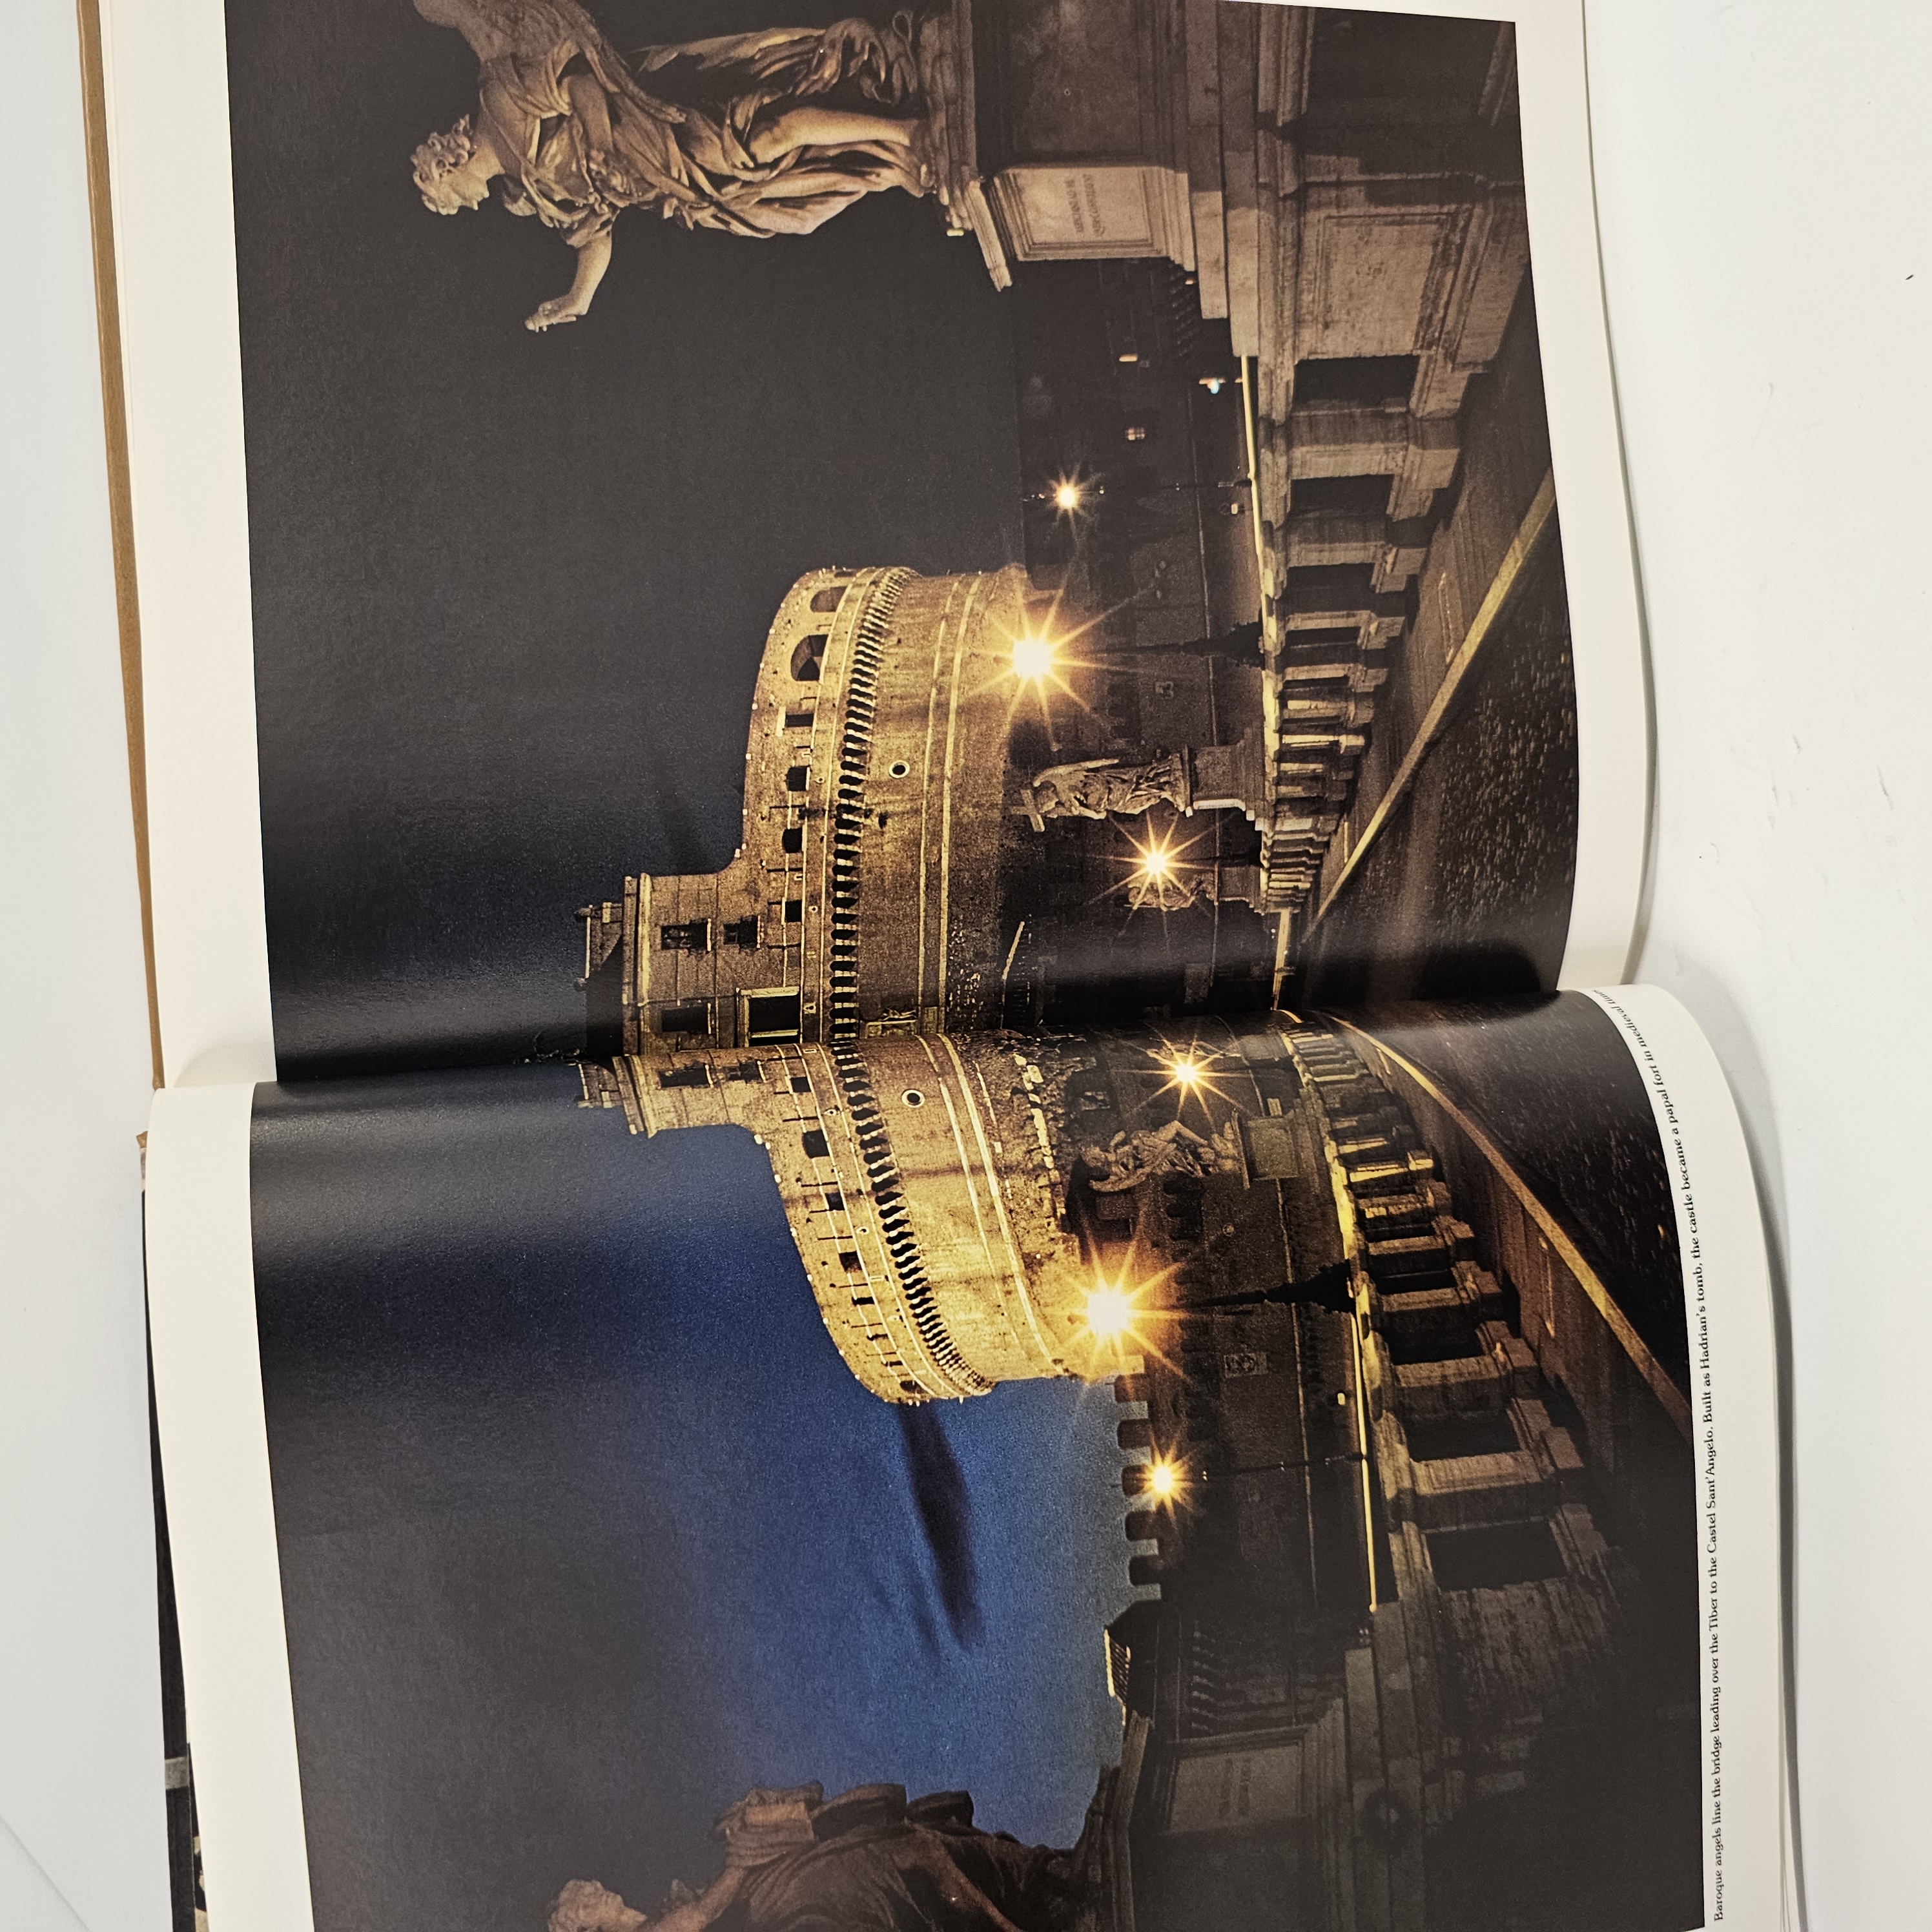 Baroque angels line the bridge leading over the Tiber to the Castel Sant'Angelo. Built as Hadrian's tomb, the castle became a papal fort in medieval